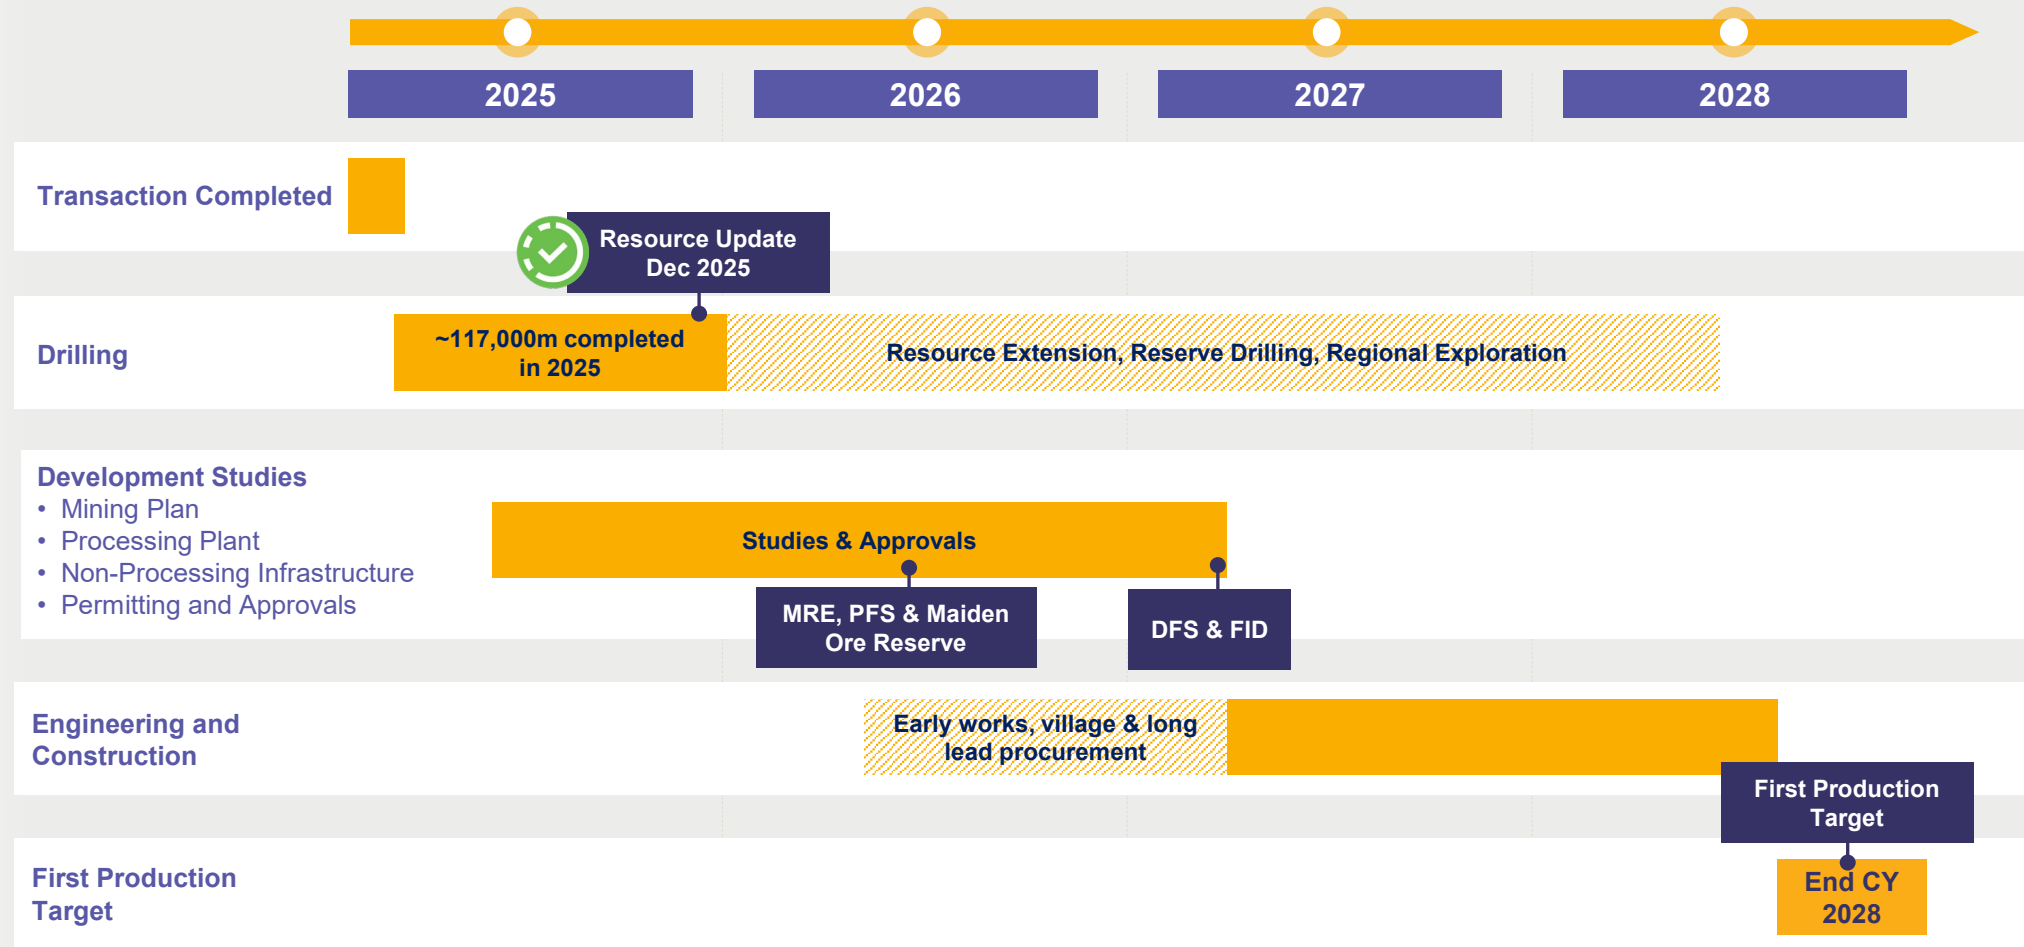 2025
2026
2027
2028
Transaction Completed
Resource Update
Dec 2025
Drilling
~117,000m completed
in 2025
Resource Extension, Reserve Drilling, Regional Exploration
Development Studies
• Mining Plan
• Processing Plant
• Non-Processing Infrastructure
• Permitting and Approvals
Studies & Approvals
MRE, PFS & Maiden
Ore Reserve
DFS & FID
Engineering and
Construction
Early works, village & long
lead procurement
First Production
Target
First Production
Target
End CY
2028